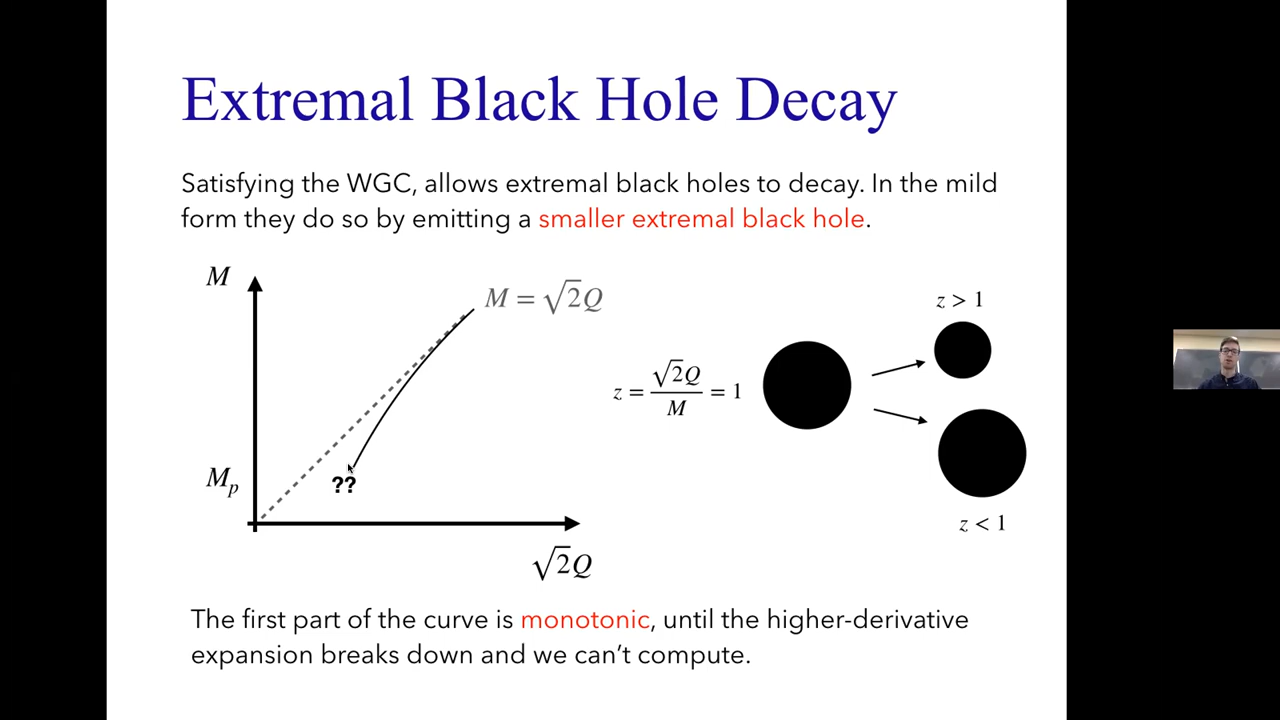 Extremal Black Hole Decay
Satisfying the WGC, allows extremal black holes to decay. In the mild
form they do so by emitting a smaller extremal black hole.
M
M = √2Q
M_p
??
√2Q
z = √2Q / M = 1
z > 1
z < 1
The first part of the curve is monotonic, until the higher-derivative
expansion breaks down and we can't compute.